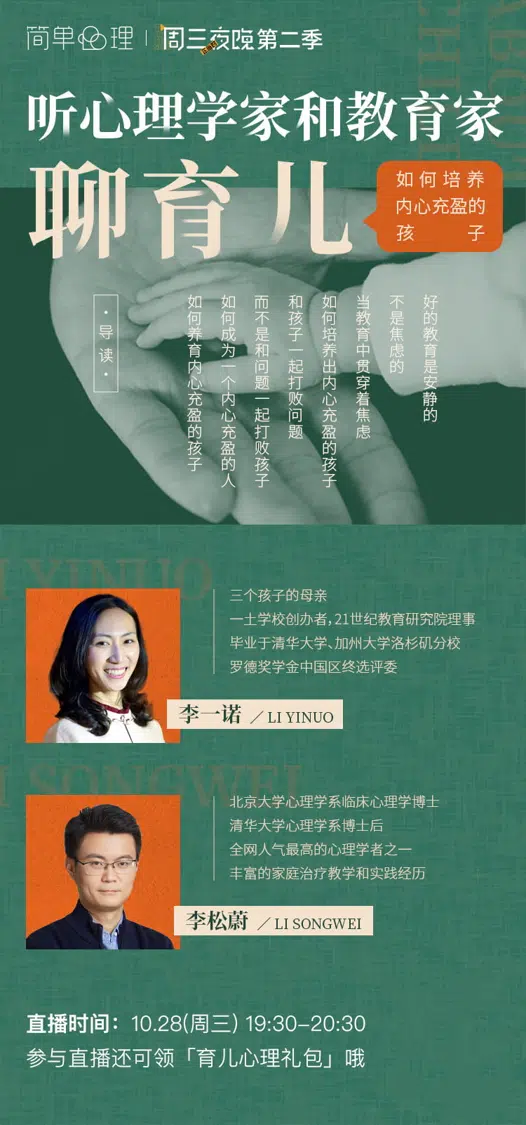 简单心理 | 周三夜晚第二季
听心理学家和教育家
聊育儿
如何培养
内心充盈的
孩子
好的教育是安静的
不是焦虑的
当教育中贯穿着焦虑
如何培养出内心充盈的孩子
和孩子一起打败问题
而不是和问题一起打败孩子
如何成为一个内心充盈的人
如何养育内心充盈的孩子
·导读·
LI YINUO
三个孩子的母亲
一土学校创办者，21世纪教育研究院理事
毕业于清华大学、加州大学洛杉矶分校
罗德奖学金中国区终选评委
李一诺 ／LI YINUO
LI SONGWEI
北京大学心理学系临床心理学博士
清华大学心理学系博士后
全网人气最高的心理学者之一
丰富的家庭治疗教学和实践经历
李松蔚 ／LI SONGWEI
直播时间：10.28(周三) 19:30–20:30
参与直播还可领「育儿心理礼包」哦